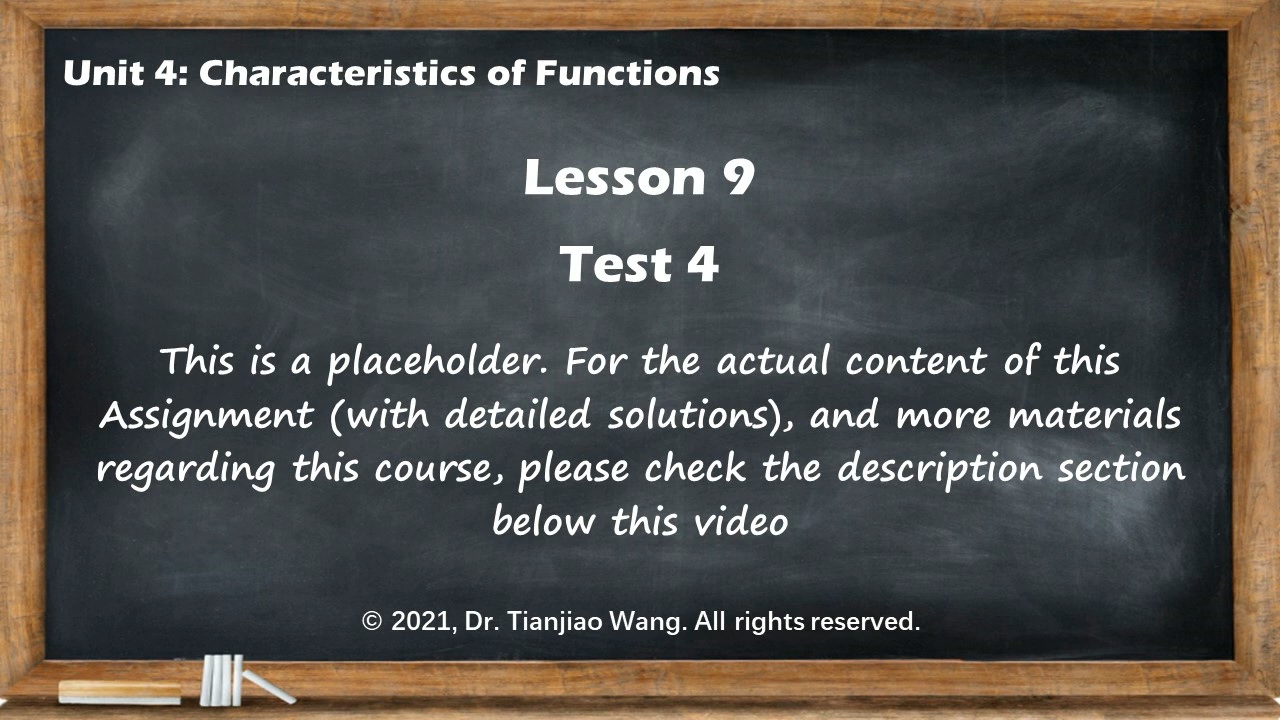 Unit 4: Characteristics of Functions
Lesson 9
Test 4
This is a placeholder. For the actual content of this
Assignment (with detailed solutions), and more materials
regarding this course, please check the description section
below this video
© 2021, Dr. Tianjiao Wang. All rights reserved.